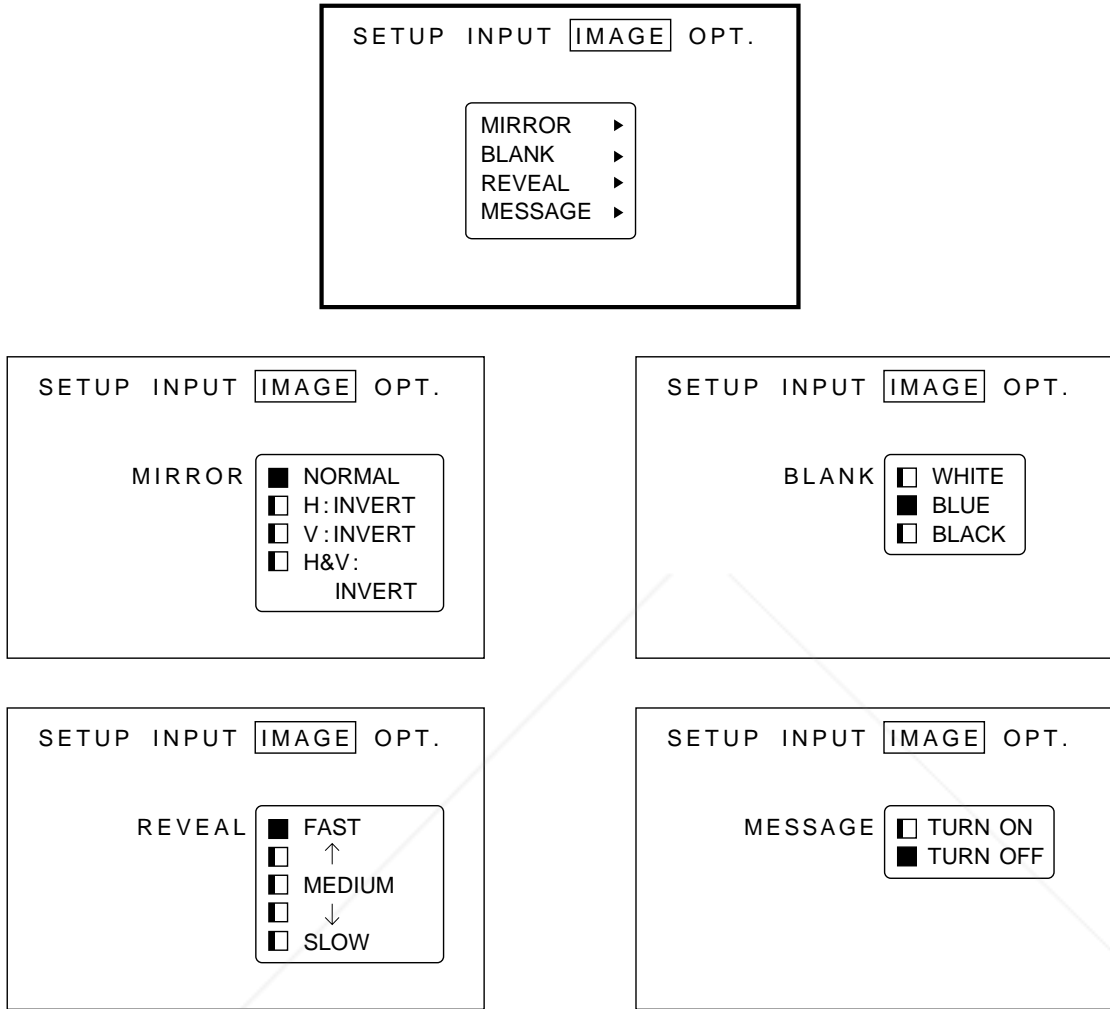 SETUP INPUT IMAGE OPT.
MIRROR
BLANK
REVEAL
MESSAGE
SETUP INPUT IMAGE OPT.
MIRROR
NORMAL
H:INVERT
V:INVERT
H&V:
INVERT
SETUP INPUT IMAGE OPT.
BLANK
WHITE
BLUE
BLACK
SETUP INPUT IMAGE OPT.
REVEAL
FAST
↑
MEDIUM
↓
SLOW
SETUP INPUT IMAGE OPT.
MESSAGE
TURN ON
TURN OFF